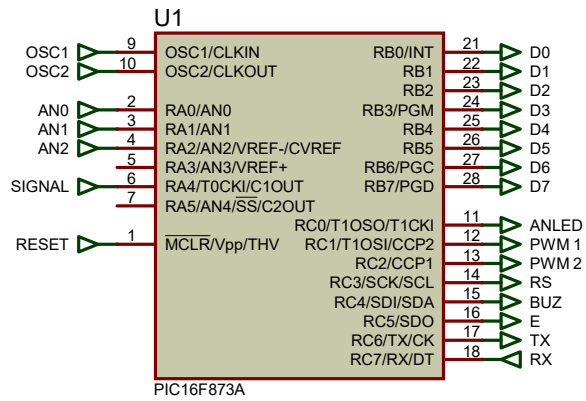 U1
OSC1 9 OSC1/CLKIN RB0/INT 21 D0
OSC2 10 OSC2/CLKOUT RB1 22 D1
RB2 23 D2
AN0 2 RA0/AN0 RB3/PGM 24 D3
AN1 3 RA1/AN1 RB4 25 D4
AN2 4 RA2/AN2/VREF-/CVREF RB5 26 D5
5 RA3/AN3/VREF+ RB6/PGC 27 D6
SIGNAL 6 RA4/T0CKI/C1OUT RB7/PGD 28 D7
7 RA5/AN4/SS/C2OUT
RC0/T1OSO/T1CKI 11 ANLED
RESET 1 MCLR/Vpp/THV RC1/T1OSI/CCP2 12 PWM 1
RC2/CCP1 13 PWM 2
RC3/SCK/SCL 14 RS
RC4/SDI/SDA 15 BUZ
RC5/SDO 16 E
RC6/TX/CK 17 TX
RC7/RX/DT 18 RX
PIC16F873A